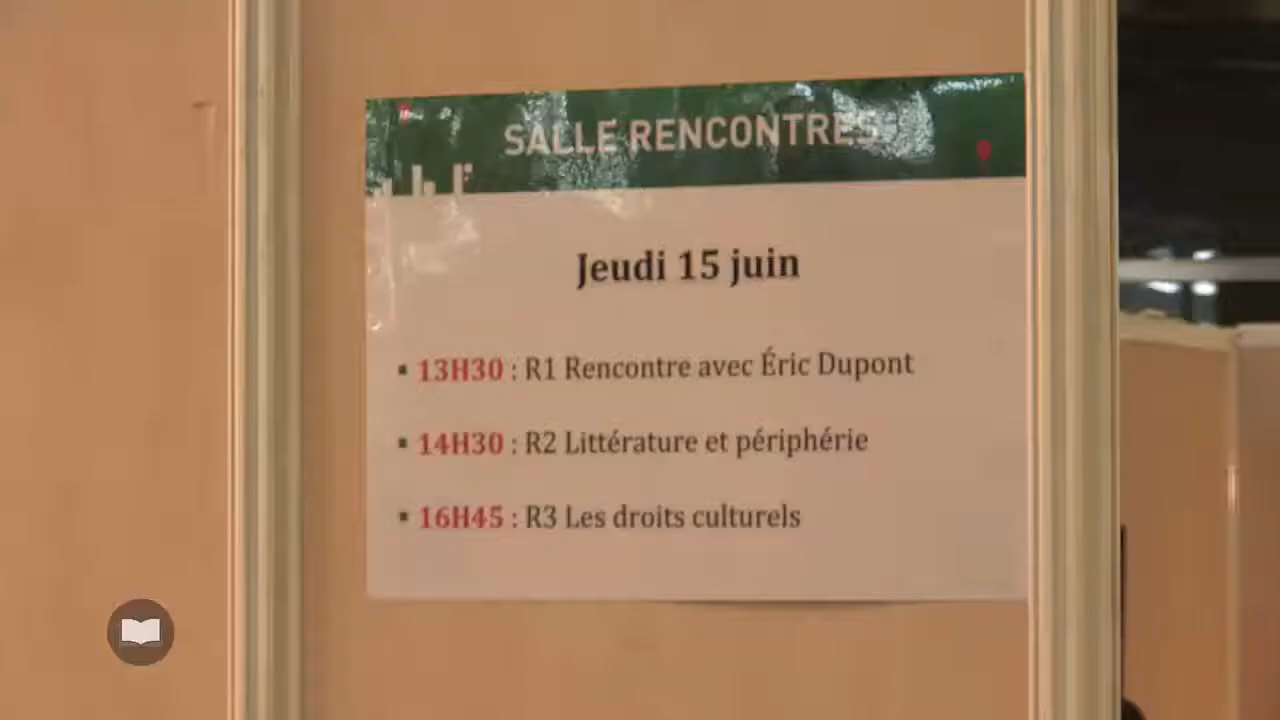 SALLE RENCONTRES
Jeudi 15 juin
▪ 13H30 : R1 Rencontre avec Éric Dupont
▪ 14H30 : R2 Littérature et périphérie
▪ 16H45 : R3 Les droits culturels